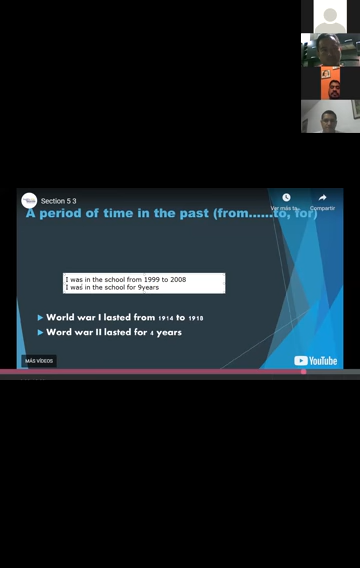 Section 5 3
Ver más ta...
Compartir
A period of time in the past (from......to, for)
I was in the school from 1999 to 2008
I was in the school for 9years
World war I lasted from 1914 to 1918
Word war II lasted for 4 years
MÁS VÍDEOS
YouTube